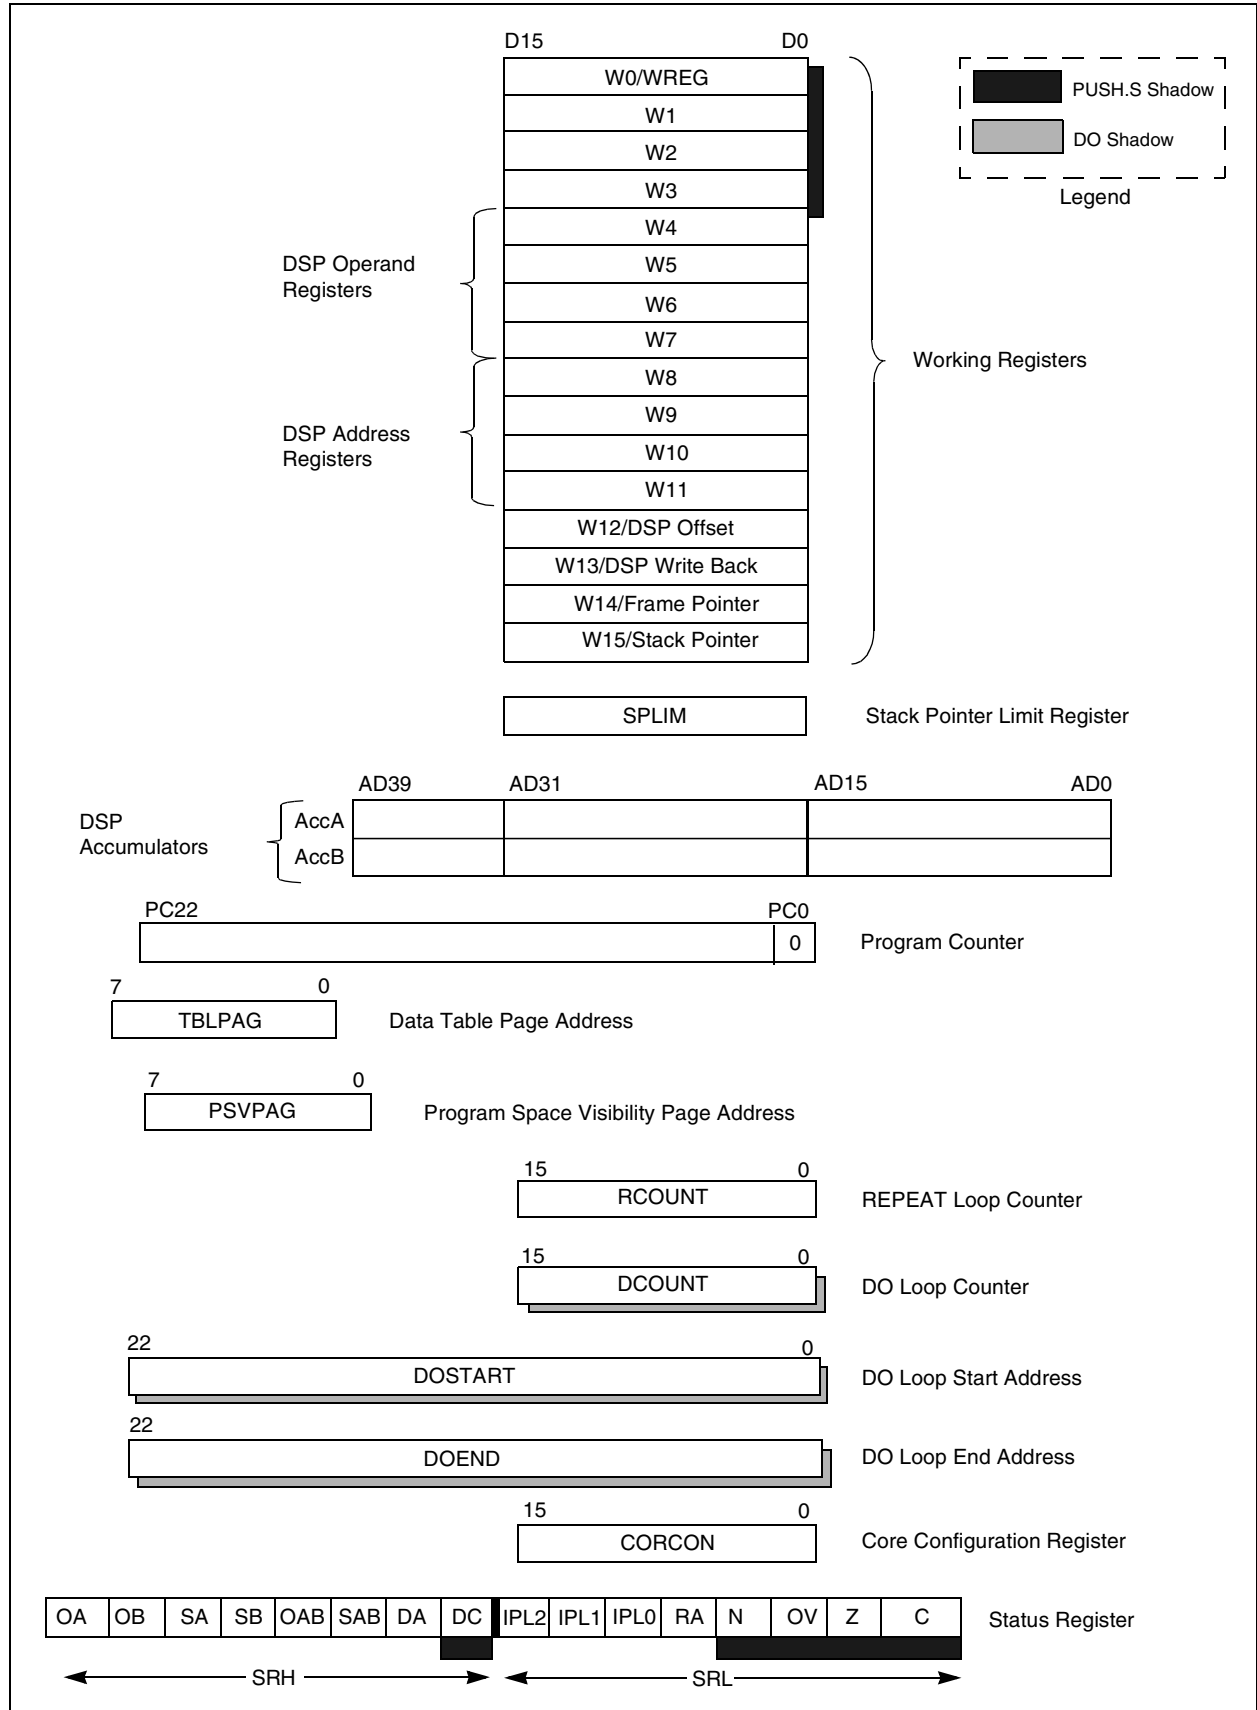 D15 D0
W0/WREG
W1
W2
W3
W4
W5
W6
W7
W8
W9
W10
W11
W12/DSP Offset
W13/DSP Write Back
W14/Frame Pointer
W15/Stack Pointer
PUSH.S Shadow
DO Shadow
Legend
DSP Operand
Registers
DSP Address
Registers
Working Registers
SPLIM Stack Pointer Limit Register
AD39 AD31 AD15 AD0
DSP
Accumulators
AccA
AccB
PC22 PC0
0 Program Counter
7 0
TBLPAG Data Table Page Address
7 0
PSVPAG Program Space Visibility Page Address
15 0
RCOUNT REPEAT Loop Counter
15 0
DCOUNT DO Loop Counter
22 0
DOSTART DO Loop Start Address
22
DOEND DO Loop End Address
15 0
CORCON Core Configuration Register
OA OB SA SB OAB SAB DA DC IPL2 IPL1 IPL0 RA N OV Z C Status Register
SRH SRL